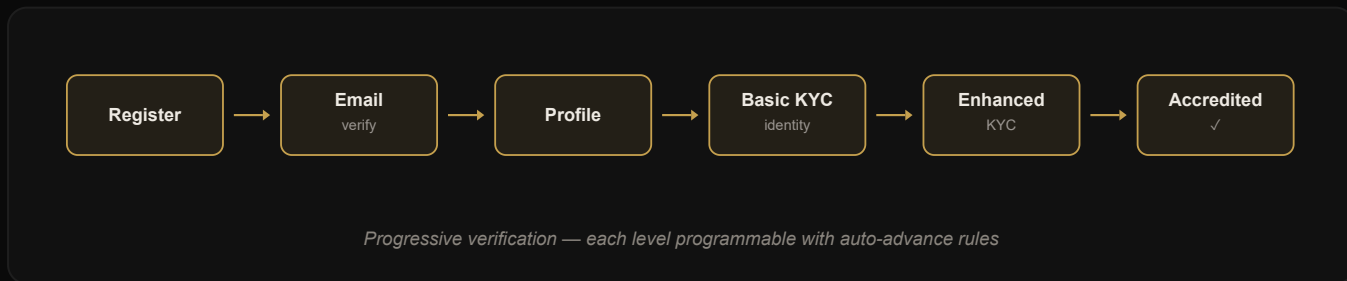 Register
Email
verify
Profile
Basic KYC
identity
Enhanced
KYC
Accredited
✓
Progressive verification — each level programmable with auto-advance rules